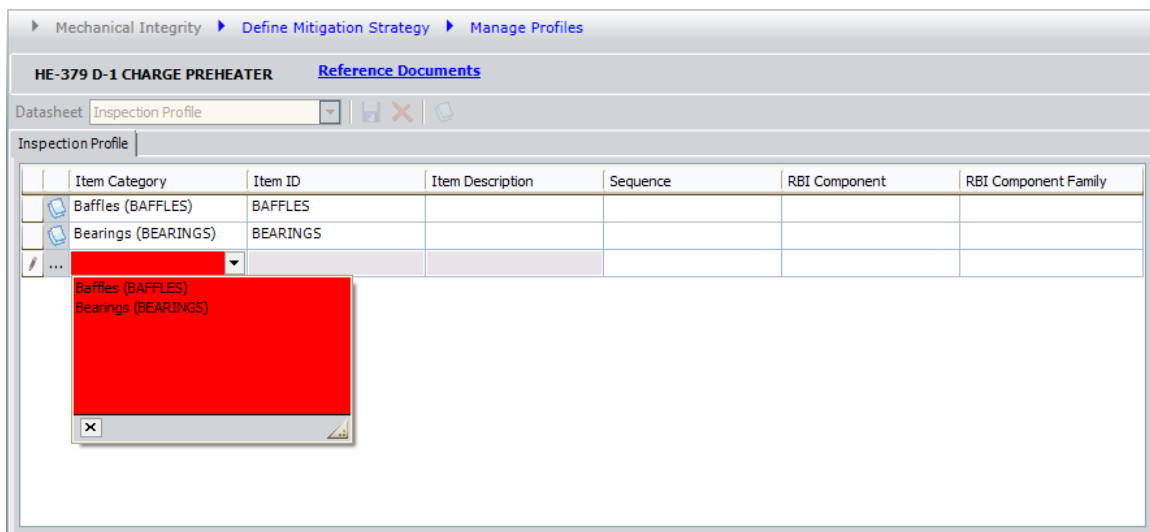 Mechanical Integrity Define Mitigation Strategy Manage Profiles
HE-379 D-1 CHARGE PREHEATER Reference Documents
Datasheet Inspection Profile
Inspection Profile
Item Category Item ID Item Description Sequence RBI Component RBI Component Family
Baffles (BAFFLES) BAFFLES
Bearings (BEARINGS) BEARINGS
...
Baffles (BAFFLES)
Bearings (BEARINGS)